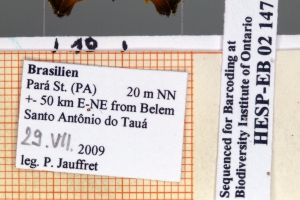 10
Brasilien
Pará St. (PA) 20 m NN
+- 50 km E-NE from Belem
Santo Antônio do Tauá
29.VII. 2009
leg. P. Jauffret
Sequenced for Barcoding at
Biodiversity Institute of Ontario
HESP-EB 02 147